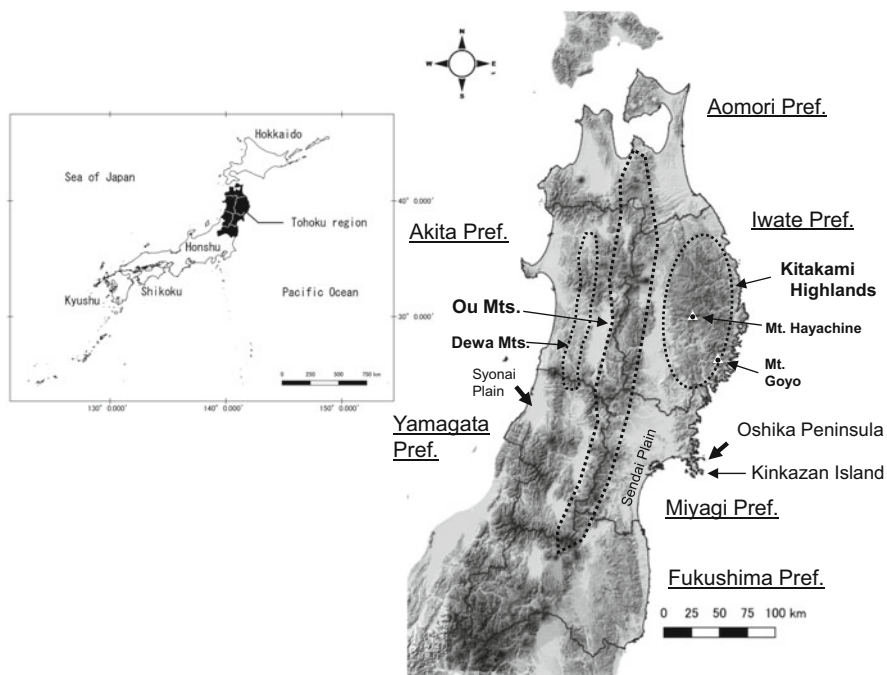 Hokkaido
Sea of Japan
Tohoku region
Honshu
Kyushu
Shikoku
Pacific Ocean
40° 0.000′
30° 0.000′
0 250 500 750 km
130° 0.000′ 140° 0.000′ 150° 0.000′
N
W E
S
Aomori Pref.
Akita Pref.
Iwate Pref.
Kitakami
Highlands
Ou Mts.
Mt. Hayachine
Dewa Mts.
Mt.
Goyo
Syonai
Plain
Yamagata
Pref.
Sendai Plain
Oshika Peninsula
Kinkazan Island
Miyagi Pref.
Fukushima Pref.
0 25 50 75 100 km